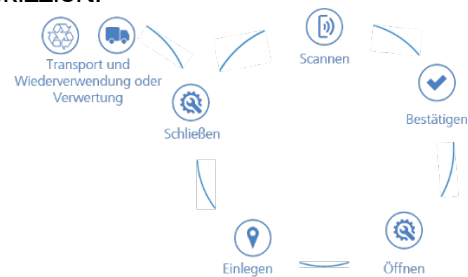 Scannen
Transport und
Wiederverwendung oder
Verwertung
Bestätigen
Schließen
Einlegen
Öffnen